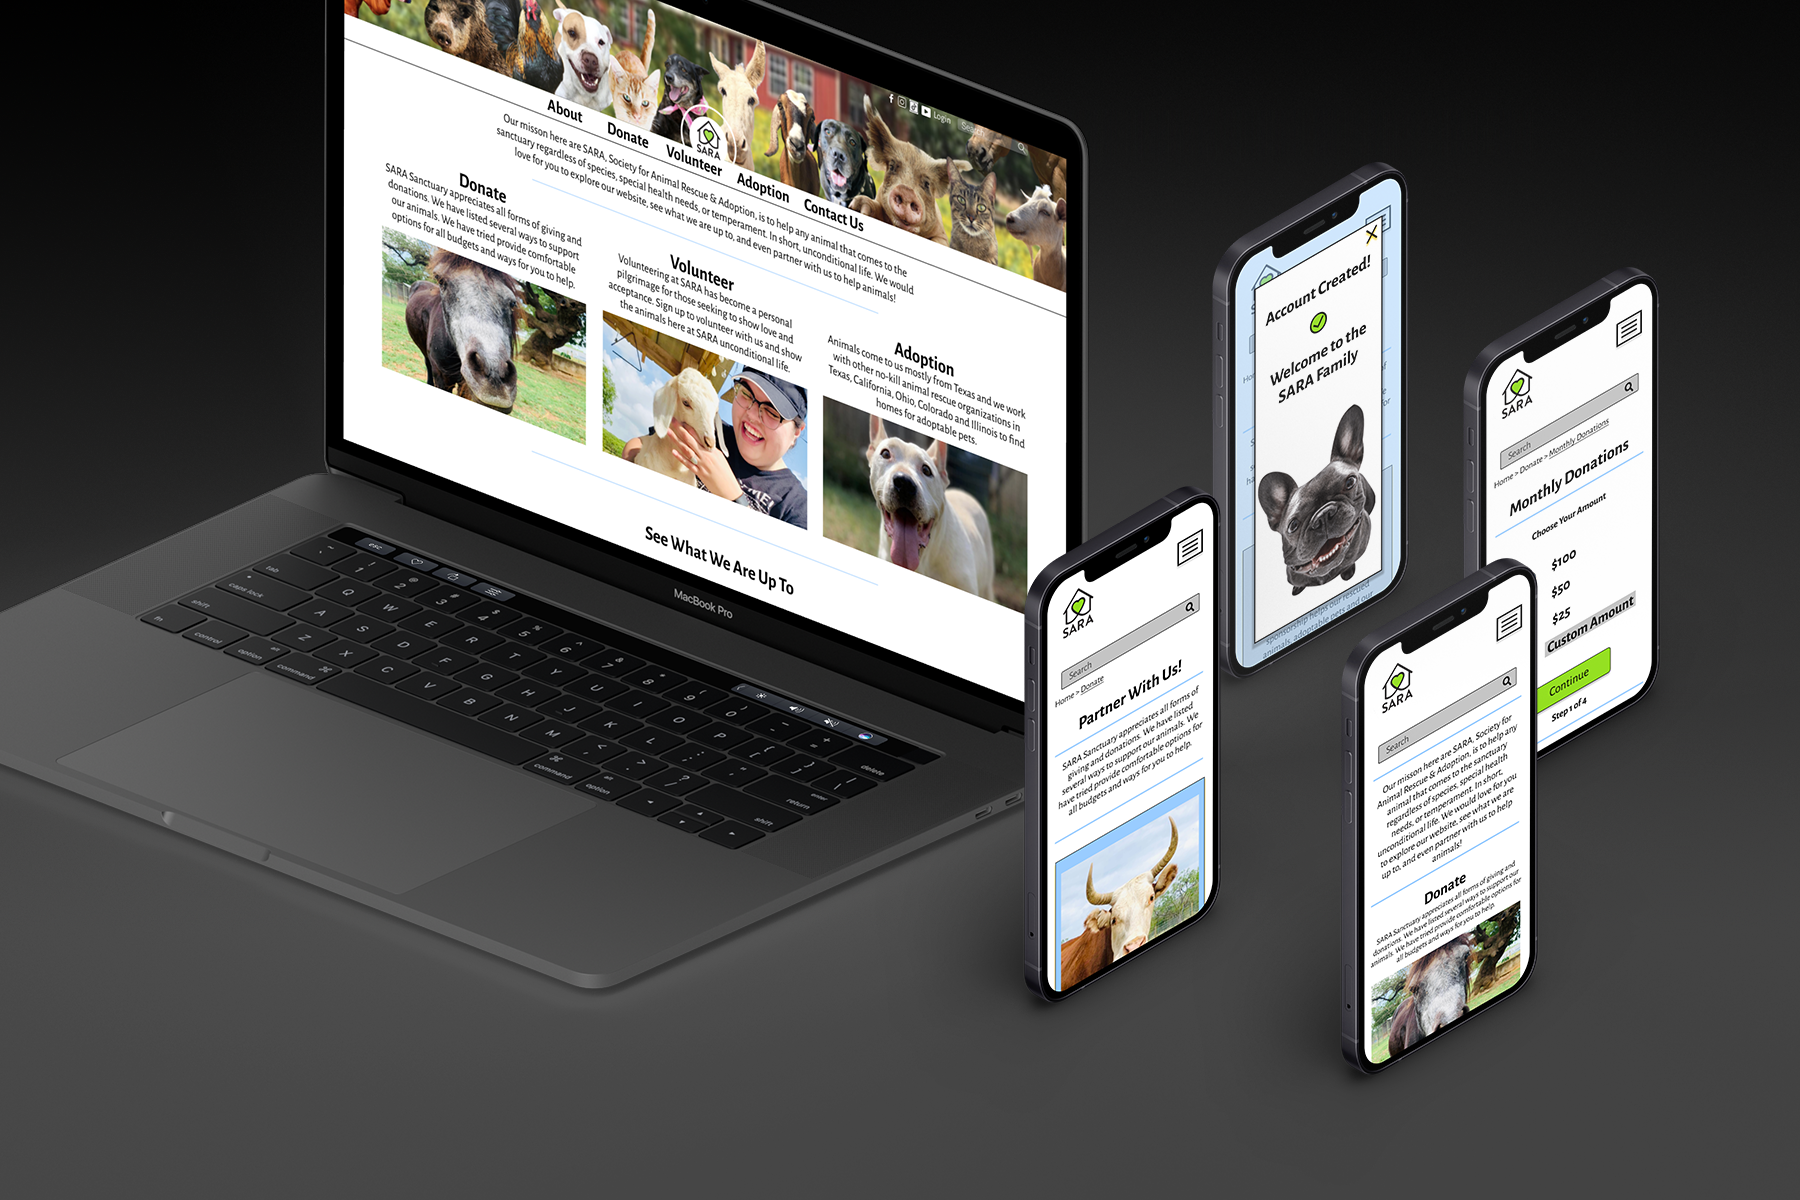 Login
Search
About
Donate
Volunteer
Adoption
Contact Us
SARA
Our misson here are SARA, Society for Animal Rescue & Adoption, is to help any animal that comes to the
sanctuary regardless of species, special health needs, or temperament. In short, unconditional life. We would
love for you to explore our website, see what we are up to, and even partner with us to help animals!
Donate
SARA Sanctuary appreciates all forms of giving and
donations. We have listed several ways to support
our animals. We have tried provide comfortable
options for all budgets and ways for you to help.
Volunteer
Volunteering at SARA has become a personal
pilgrimage for those seeking to show love and
acceptance. Sign up to volunteer with us and show
the animals here at SARA unconditional life.
Adoption
Animals come to us mostly from Texas and we work
with other no-kill animal rescue organizations in
Texas, California, Ohio, Colorado and Illinois to find
homes for adoptable pets.
See What We Are Up To
MacBook Pro
esc
~ `
! 1
@ 2
# 3
$ 4
% 5
^ 6
& 7
* 8
( 9
) 0
_ -
+ =
delete
tab
Q W E R T Y U I O P { [ } ] | \
caps lock
A S D F G H J K L : ; " '
enter
return
shift
Z X C V B N M < , > . ? /
shift
fn
control
option
command
command
option
SARA
Search
Home > Donate
Partner With Us!
SARA Sanctuary appreciates all forms of
giving and donations. We have listed
several ways to support our animals. We
have tried provide comfortable options for
all budgets and ways for you to help.
Account Created!
Welcome to the
SARA Family
sponsorship helps our rescued
animals, adoptable pets and our
SARA
Search
Home > Donate > Monthly Donations
Monthly Donations
Choose Your Amount
$100
$50
$25
Custom Amount
Continue
Step 1 of 4
SARA
Search
Our misson here are SARA, Society for
Animal Rescue & Adoption, is to help any
animal that comes to the sanctuary
regardless of species, special health
needs, or temperament. In short,
unconditional life. We would love for you
to explore our website, see what we are
up to, and even partner with us to help
animals!
Donate
SARA Sanctuary appreciates all forms of giving and
donations. We have listed several ways to support our
animals. We have tried provide comfortable options for
all budgets and ways for you to help.